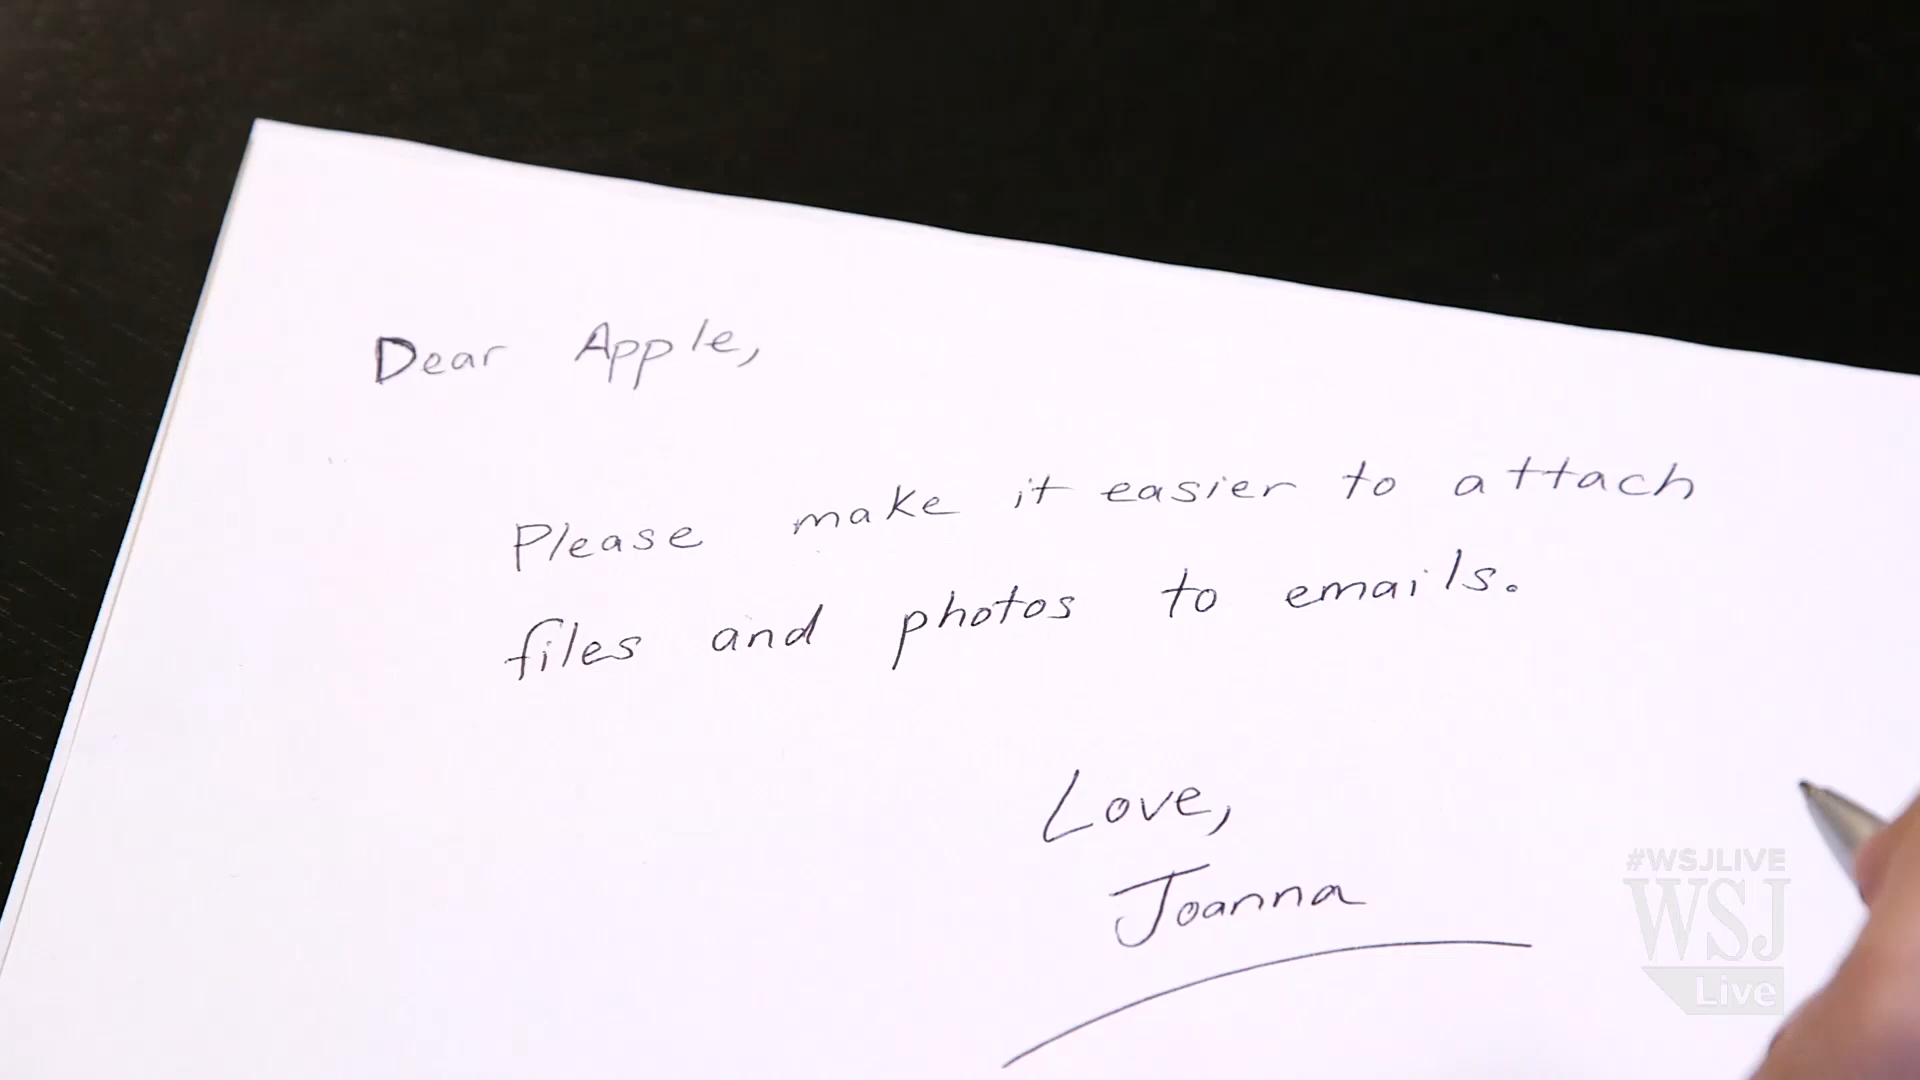 Dear Apple,
Please make it easier to attach
files and photos to emails.
Love,
Joanna
#WSJLIVE
WSJ
Live